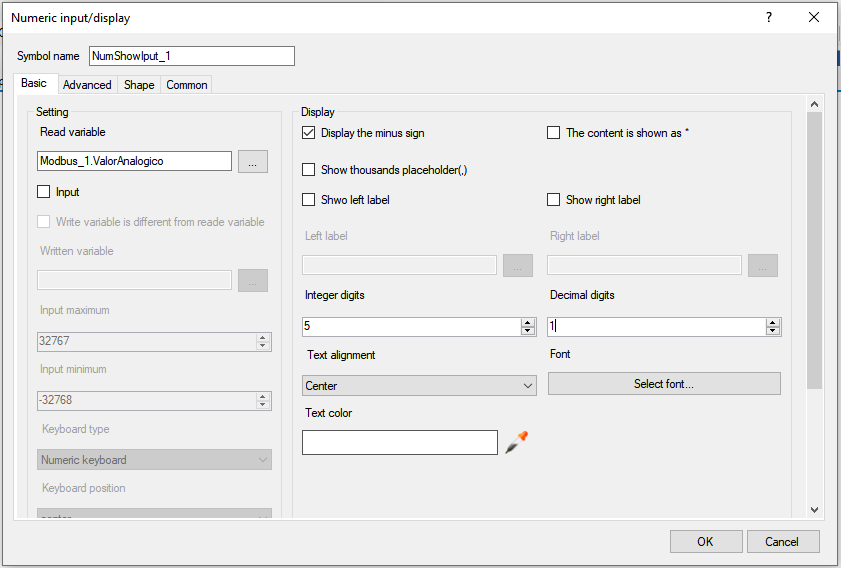 Numeric input/display
?
Symbol name NumShowIput_1
Basic Advanced Shape Common
Setting
Read variable
Modbus_1.ValorAnalogico ...
Input
Write variable is different from reade variable
Written variable
...
Input maximum
32767
Input minimum
-32768
Keyboard type
Numeric keyboard
Keyboard position
center
Display
Display the minus sign The content is shown as *
Show thousands placeholder(,)
Shwo left label Show right label
Left label Right label
... ...
Integer digits Decimal digits
5 1
Text alignment Font
Center Select font...
Text color
OK Cancel